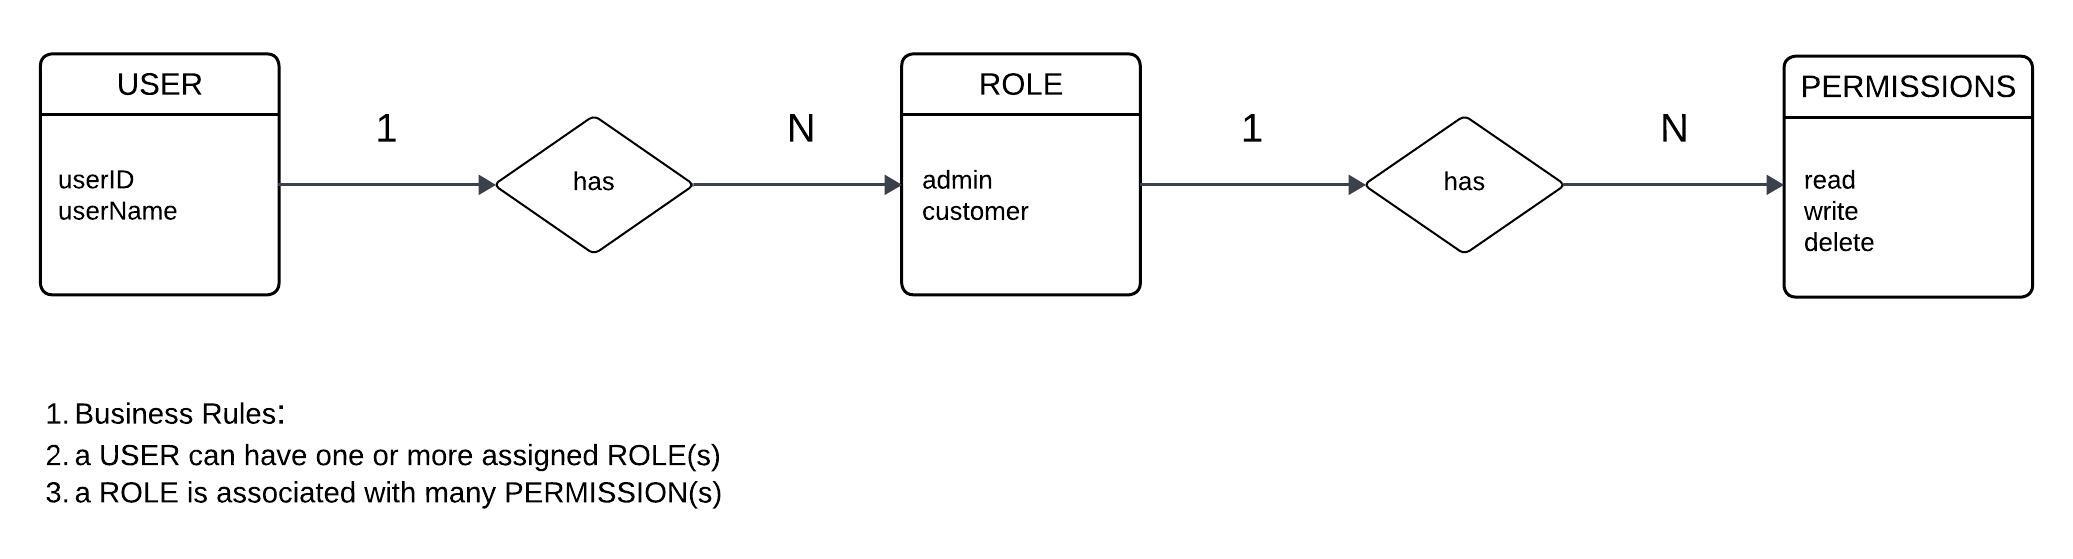 USER
userID
userName
1
has
N
ROLE
admin
customer
1
has
N
PERMISSIONS
read
write
delete
1. Business Rules:
2. a USER can have one or more assigned ROLE(s)
3. a ROLE is associated with many PERMISSION(s)